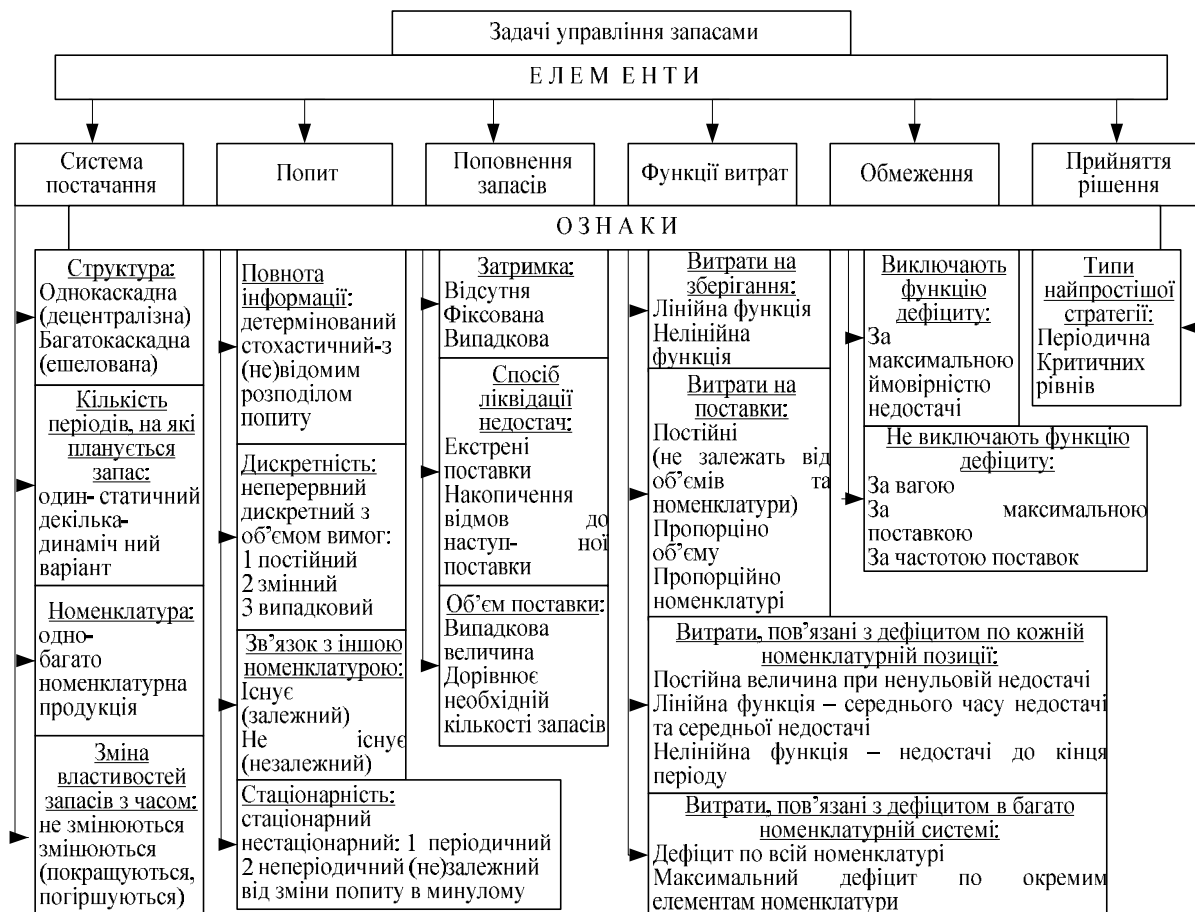 Задачі управління запасами
Е Л Е М Е Н Т И
Система
постачання
Попит
Поповнення
запасів
Функції витрат
Обмеження
Прийняття
рішення
О З Н А К И
Структура:
Однокаскадна
(децентралізна)
Багатокаскадна
(ешелована)
Кількість
періодів, на які
планується
запас:
один- статичний
декілька-
динаміч ний
варіант
Номенклатура:
одно-
багато
номенклатурна
продукція
Зміна
властивостей
запасів з часом:
не змінюються
змінюються
(покращуються,
погіршуються)
Повнота
інформації:
детермінований
стохастичний-з
(не)відомим
розподілом
попиту
Дискретність:
неперервний
дискретний з
об’ємом вимог:
1 постійний
2 змінний
3 випадковий
Зв’язок з іншою
номенклатурою:
Існує
(залежний)
Не існує
(незалежний)
Стаціонарність:
стаціонарний
нестаціонарний: 1 періодичний
2 неперіодичний (не)залежний
від зміни попиту в минулому
Затримка:
Відсутня
Фіксована
Випадкова
Спосіб
ліквідації
недостач:
Екстрені
поставки
Накопичення
відмов до
наступ- ної
поставки
Об’єм поставки:
Випадкова
величина
Дорівнює
необхідній
кількості запасів
Витрати на
зберігання:
Лінійна функція
Нелінійна
функція
Витрати на
поставки:
Постійні
(не залежать від
об’ємів та
номенклатури)
Пропорціно
об’єму
Пропорційно
номенклатурі
Витрати, пов’язані з дефіцитом по кожній
номенклатурній позиції:
Постійна величина при ненульовій недостачі
Лінійна функція – середнього часу недостачі
та середньої недостачі
Нелінійна функція – недостачі до кінця
періоду
Витрати, пов’язані з дефіцитом в багато
номенклатурній системі:
Дефіцит по всій номенклатурі
Максимальний дефіцит по окремим
елементам номенклатури
Виключають
функцію
дефіциту:
За
максимальною
ймовірністю
недостачі
Не виключають функцію
дефіциту:
За вагою
За максимальною
поставкою
За частотою поставок
Типи
найпростішої
стратегії:
Періодична
Критичних
рівнів